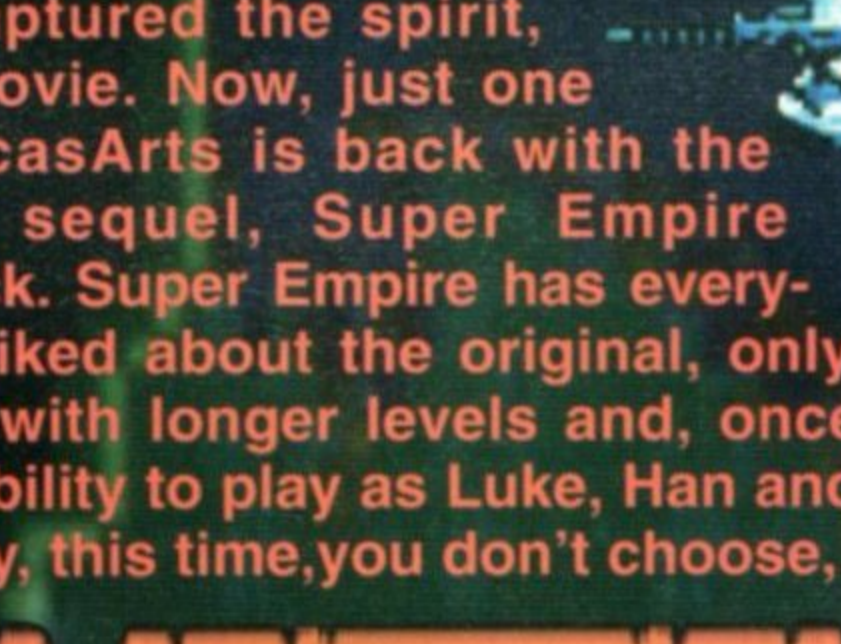 ptured the spirit,
ovie. Now, just one
casArts is back with the
sequel, Super Empire
k. Super Empire has every-
iked about the original, only
with longer levels and, once
bility to play as Luke, Han and
y, this time,you don't choose,